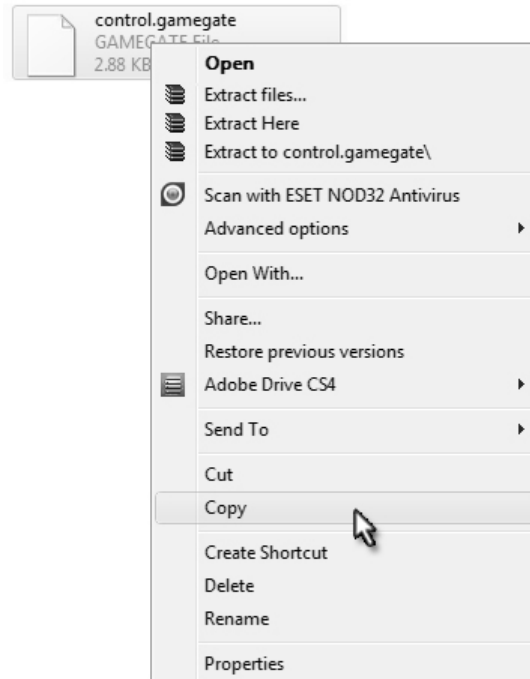 control.gamegate
GAMEGATE File
2.88 KB
Open
Extract files...
Extract Here
Extract to control.gamegate\
Scan with ESET NOD32 Antivirus
Advanced options
Open With...
Share...
Restore previous versions
Adobe Drive CS4
Send To
Cut
Copy
Create Shortcut
Delete
Rename
Properties